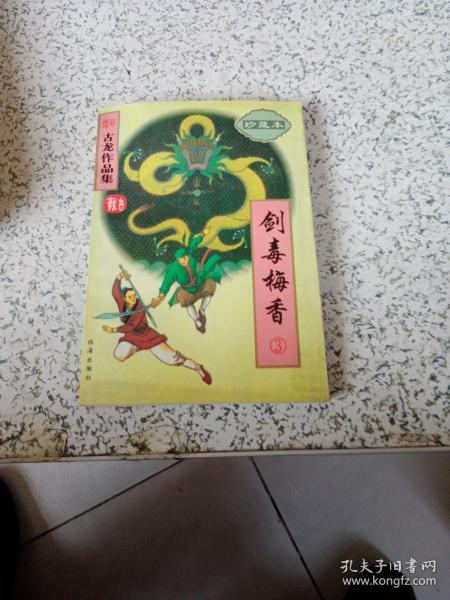 珍藏本
古龙作品集
剑毒梅香
③
珠海出版社
孔夫子旧书网
www.kongfz.com